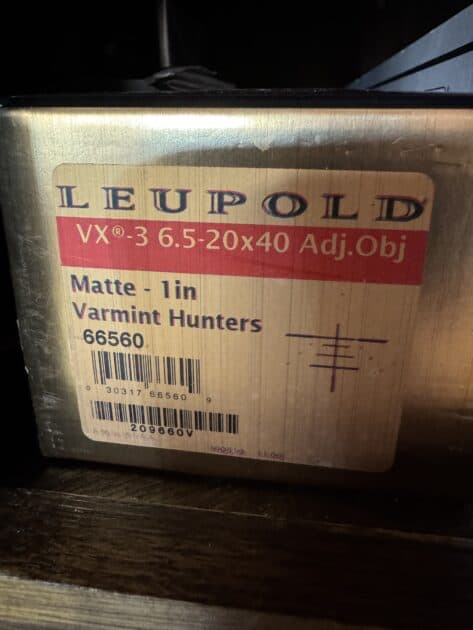 LEUPOLD
VX®-3 6.5-20x40 Adj.Obj
Matte - 1in
Varmint Hunters
66560
0 30317 66560 9
209660V